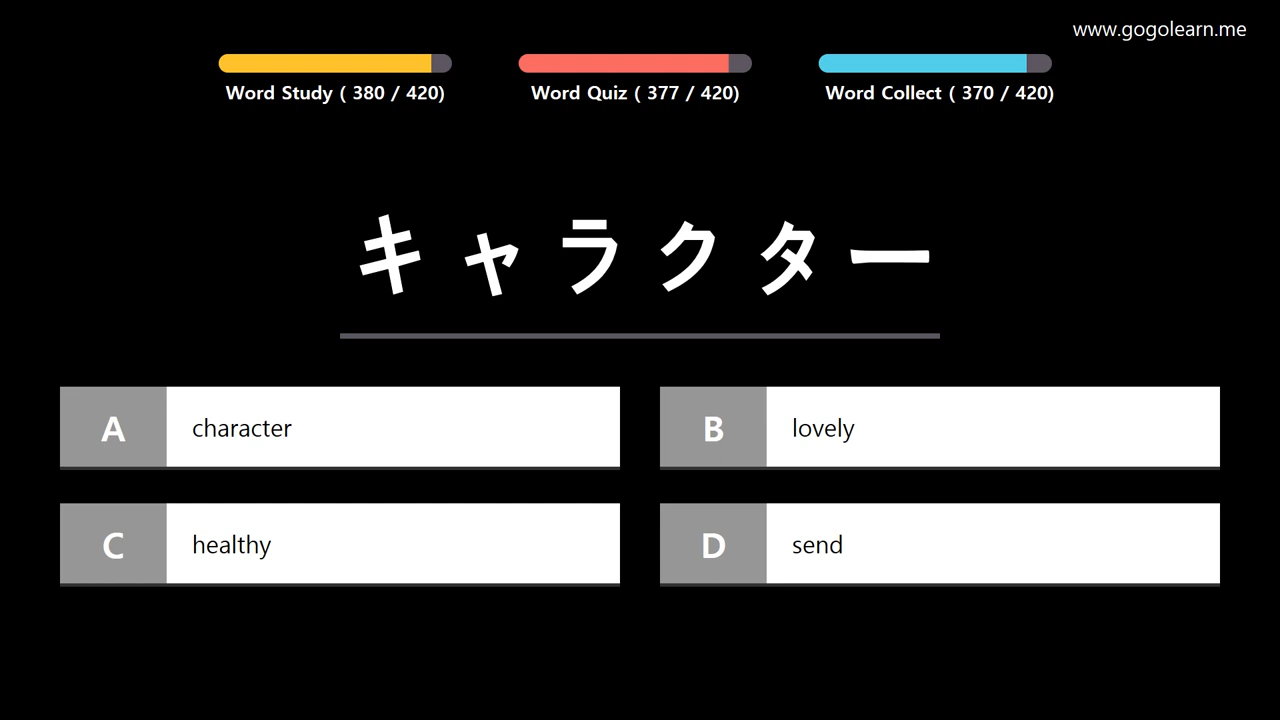 www.gogolearn.me
Word Study ( 380 / 420)
Word Quiz ( 377 / 420)
Word Collect ( 370 / 420)
キャラクター
A character
B lovely
C healthy
D send